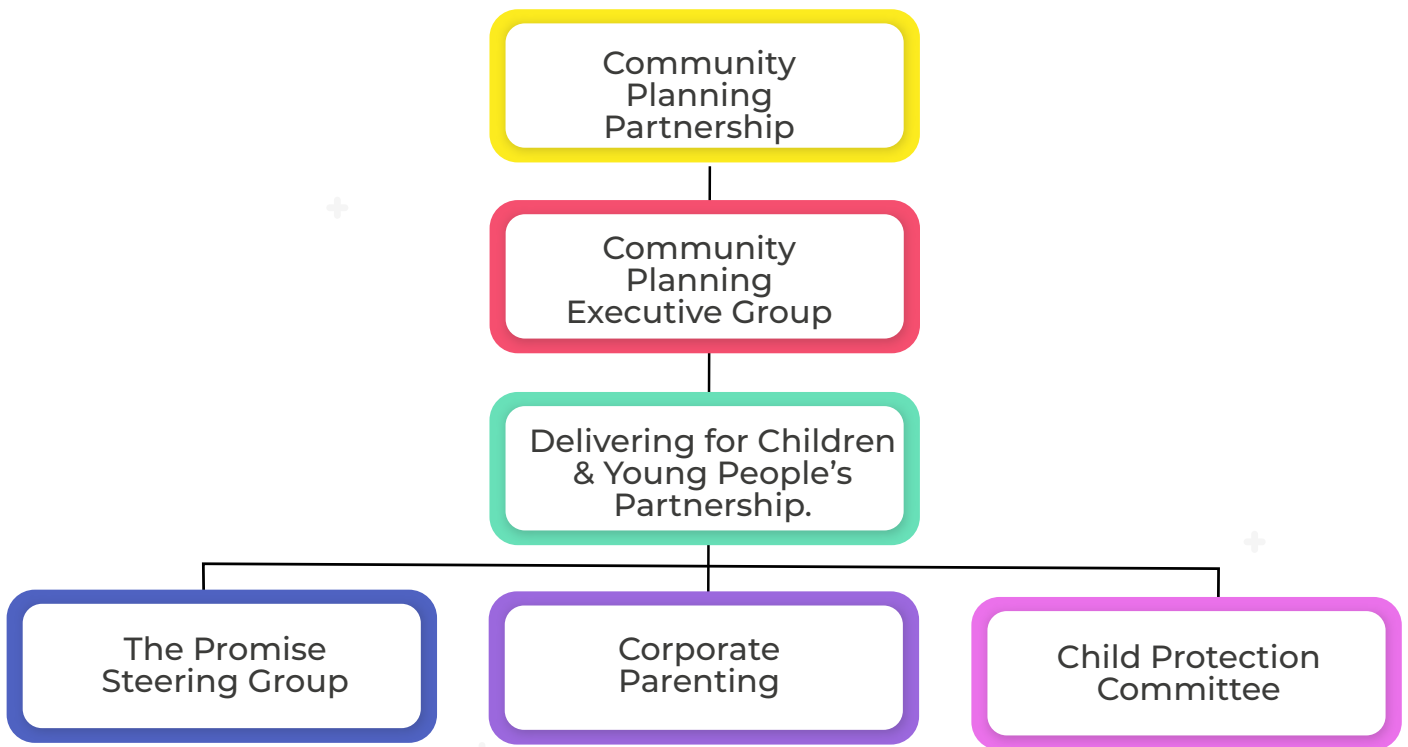 Community
Planning
Partnership
Community
Planning
Executive Group
Delivering for Children
& Young People’s
Partnership.
The Promise
Steering Group
Corporate
Parenting
Child Protection
Committee